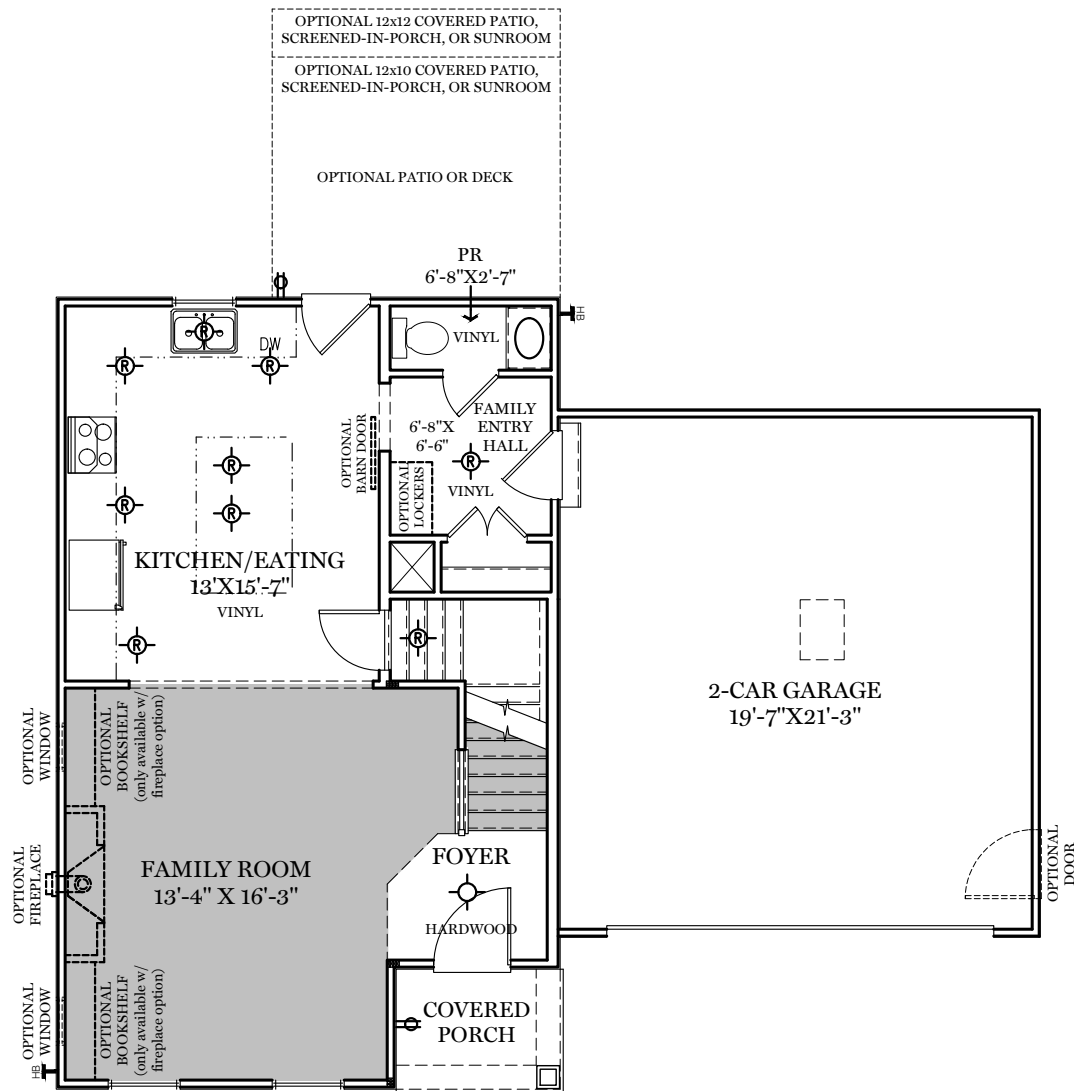 OPTIONAL 12x12 COVERED PATIO,
SCREENED-IN-PORCH, OR SUNROOM
OPTIONAL 12x10 COVERED PATIO,
SCREENED-IN-PORCH, OR SUNROOM
OPTIONAL PATIO OR DECK
PR
6'-8"X2'-7"
HB
VINYL
R
DW
R
R
FAMILY
ENTRY
HALL
6'-8"X
6'-6"
R
VINYL
OPTIONAL
BARN DOOR
OPTIONAL
LOCKERS
R
R
R
KITCHEN/EATING
13'X15'-7"
VINYL
R
R
2-CAR GARAGE
19'-7"X21'-3"
OPTIONAL
WINDOW
OPTIONAL
BOOKSHELF
(only available w/
fireplace option)
OPTIONAL
FIREPLACE
FAMILY ROOM
13'-4" X 16'-3"
FOYER
HARDWOOD
OPTIONAL
DOOR
OPTIONAL
WINDOW
OPTIONAL
BOOKSHELF
(only available w/
fireplace option)
COVERED
PORCH
HB